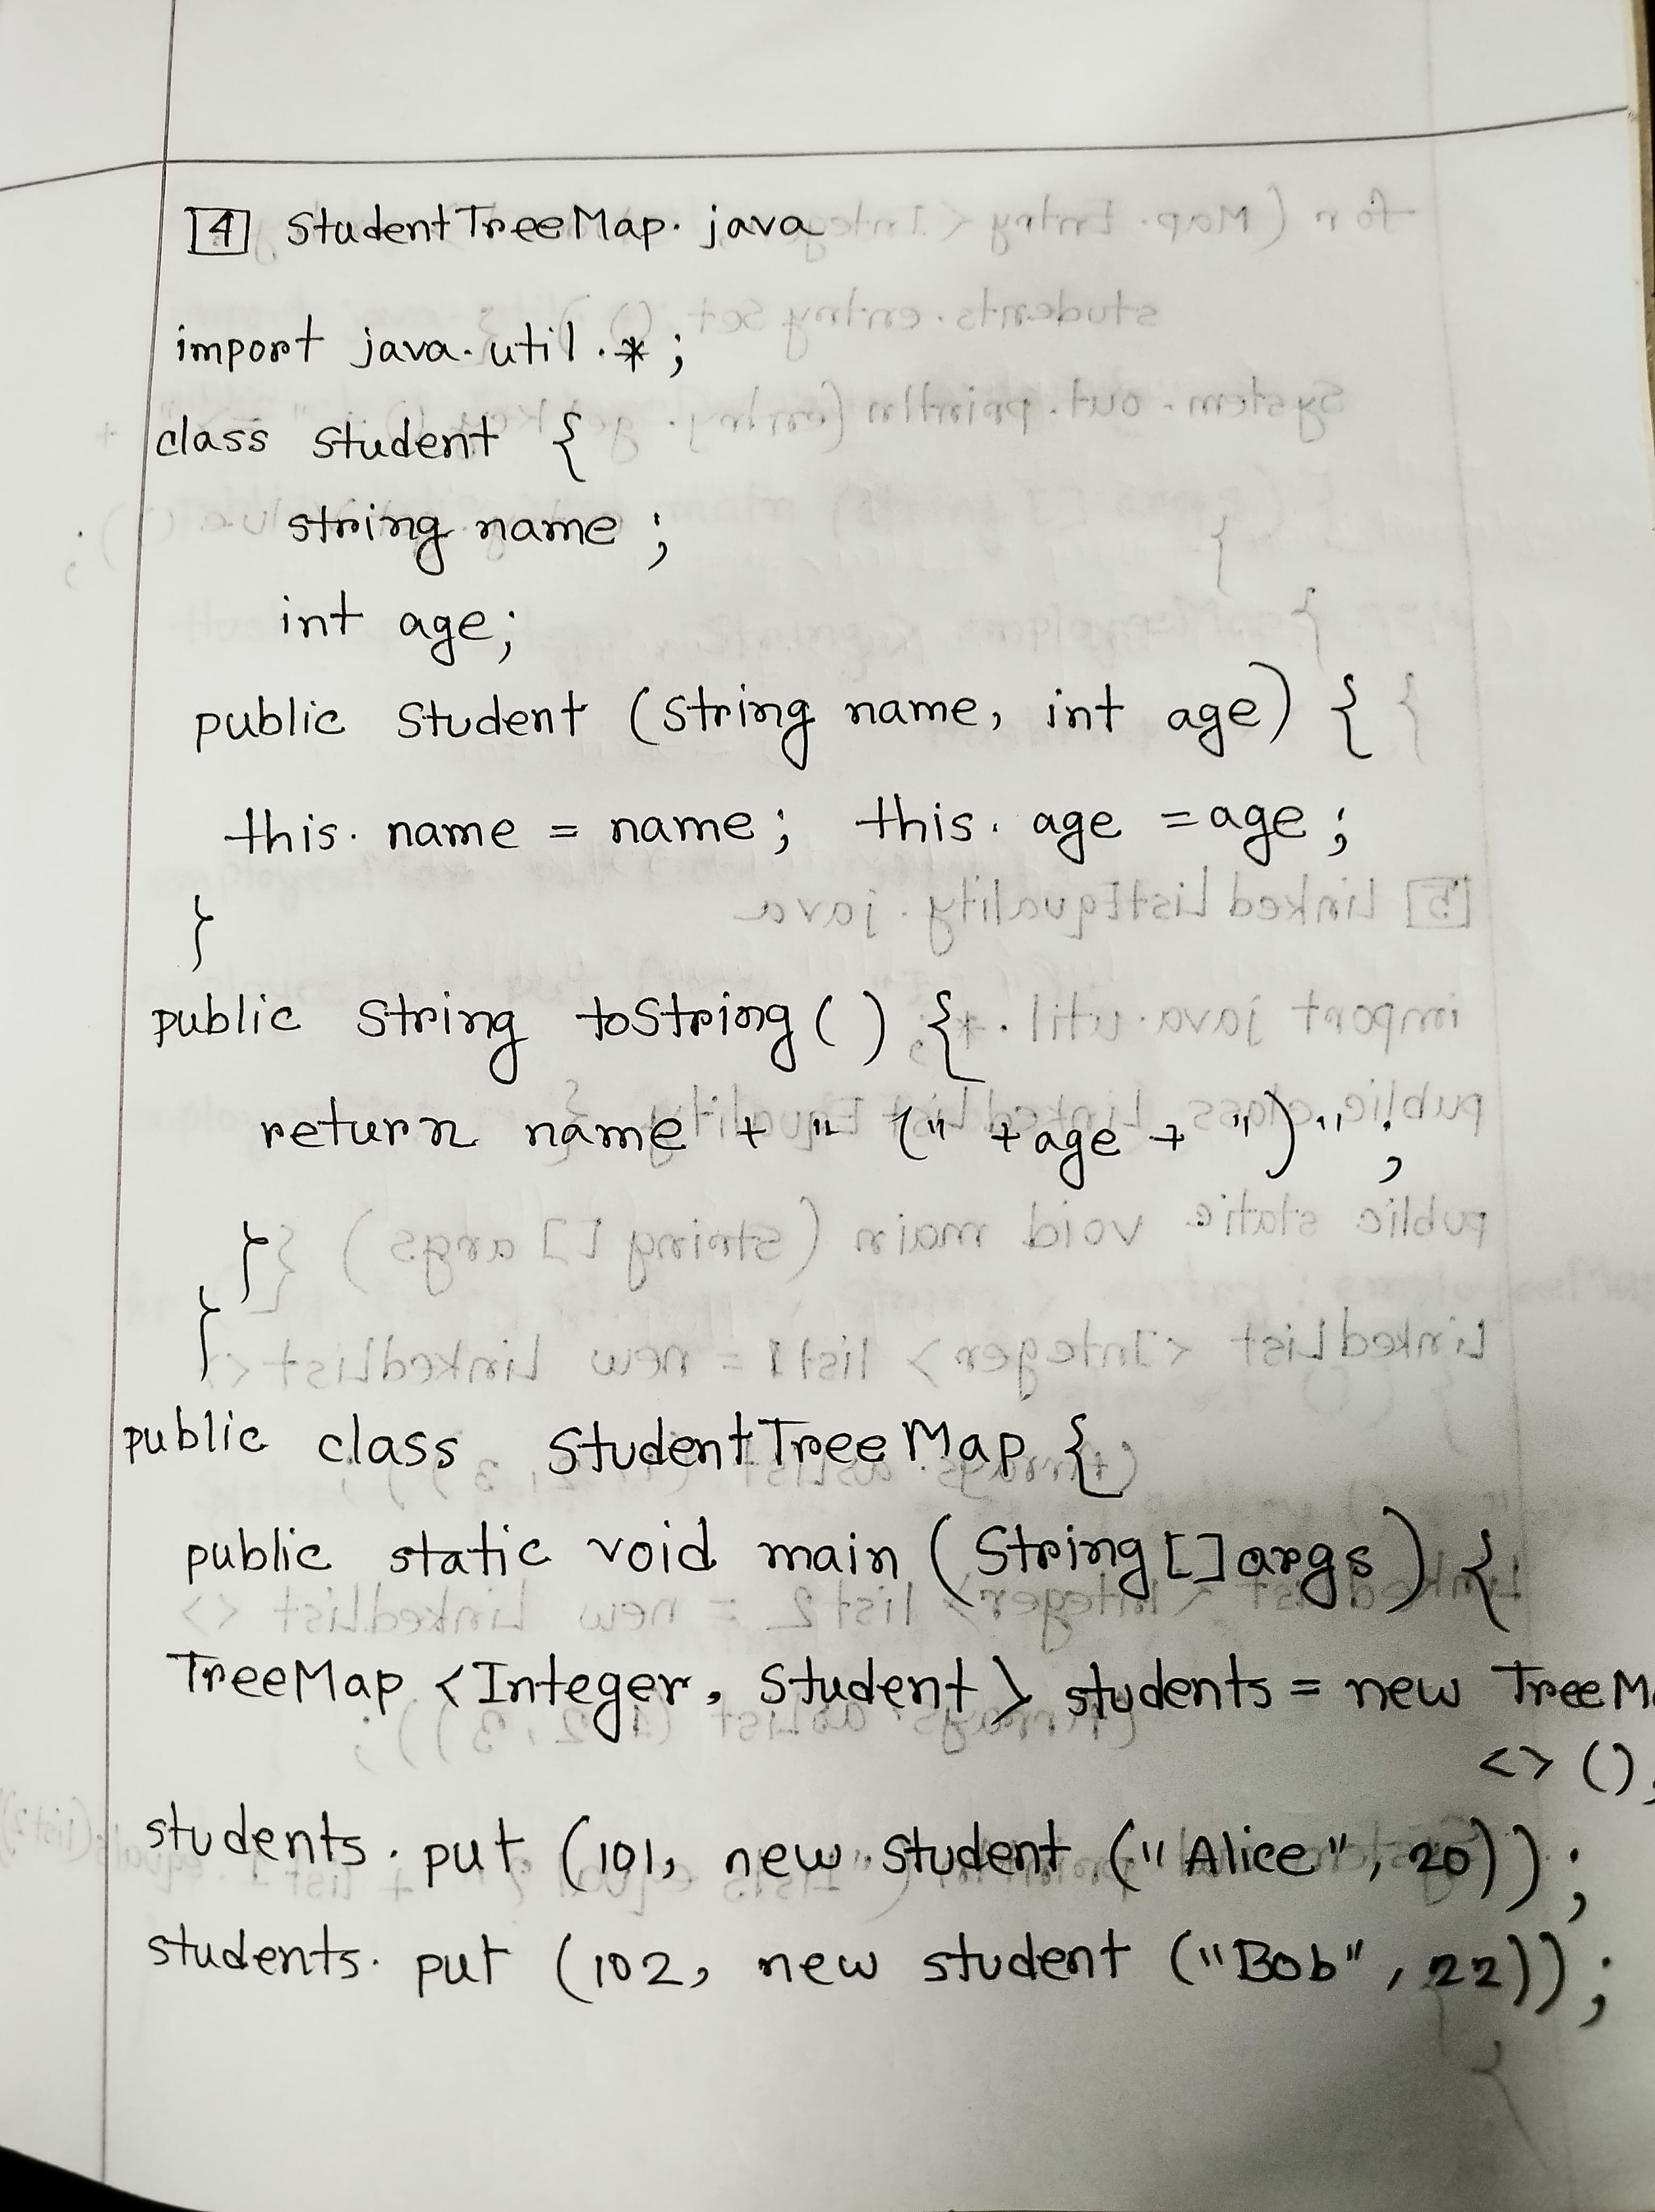 4 StudentTreeMap.java
import java.util.*;
class Student {
string name;
int age;
public Student (String name, int age) {
this.name = name; this.age = age;
}
public String toString() {
return name + " (" + age + ")";
}
}
public class StudentTreeMap {
public static void main (String[] args) {
TreeMap <Integer, Student> students = new TreeM
<> ();
students.put (101, new Student ("Alice", 20));
students.put (102, new student ("Bob", 22));